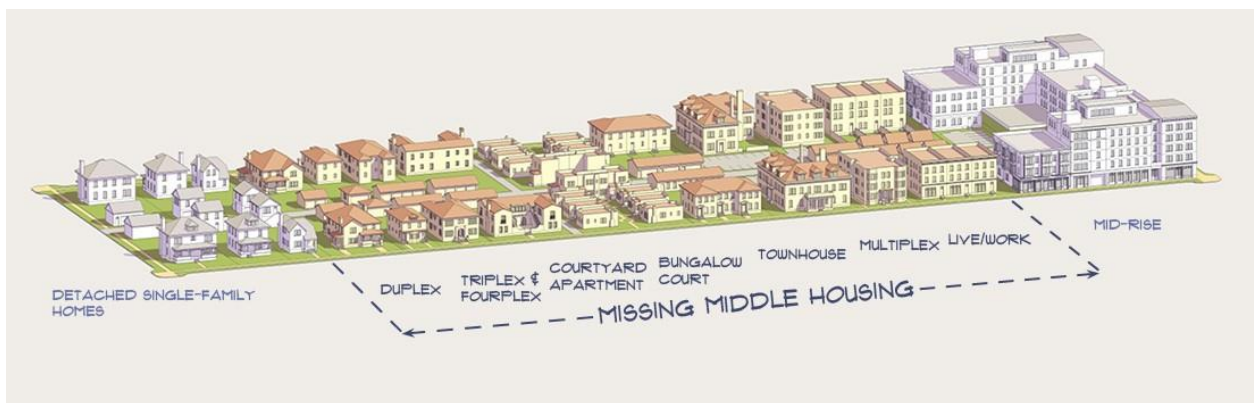 DETACHED SINGLE-FAMILY
HOMES
DUPLEX
TRIPLEX &
FOURPLEX
COURTYARD
APARTMENT
BUNGALOW
COURT
TOWNHOUSE
MULTIPLEX
LIVE/WORK
MID-RISE
MISSING MIDDLE HOUSING